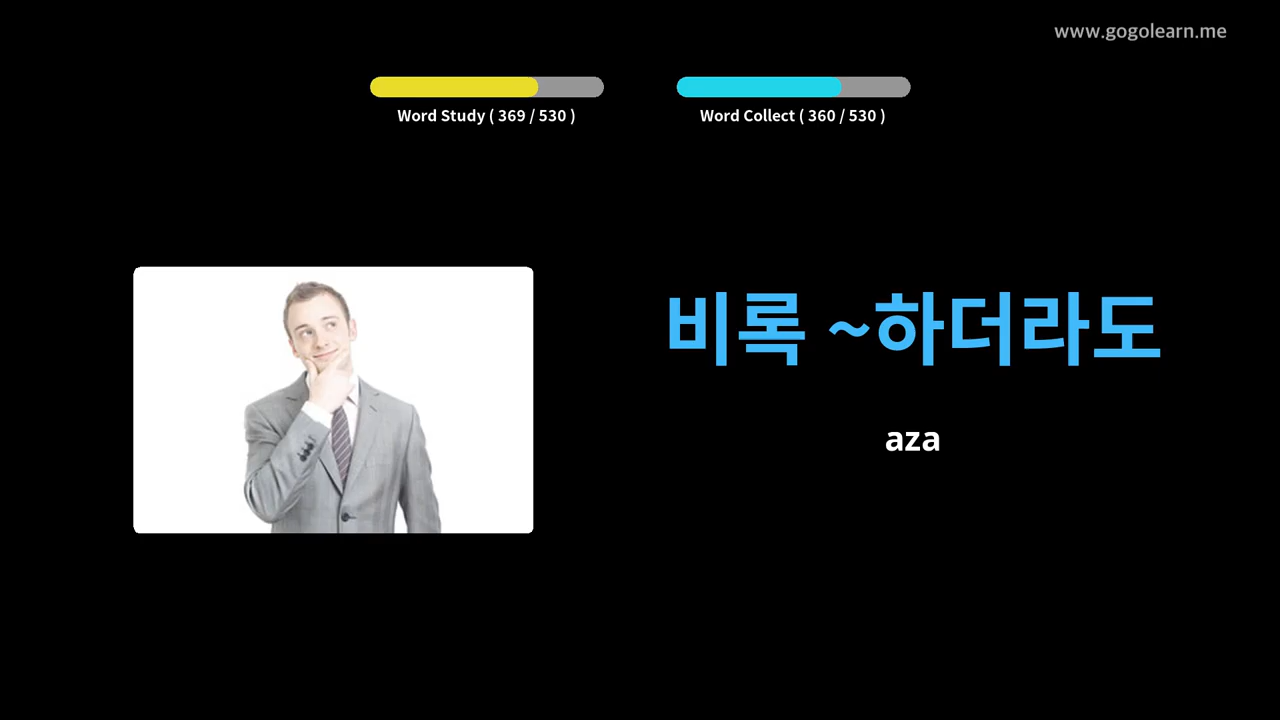 www.gogolearn.me
Word Study ( 369 / 530 )
Word Collect ( 360 / 530 )
비록 ~하더라도
aza